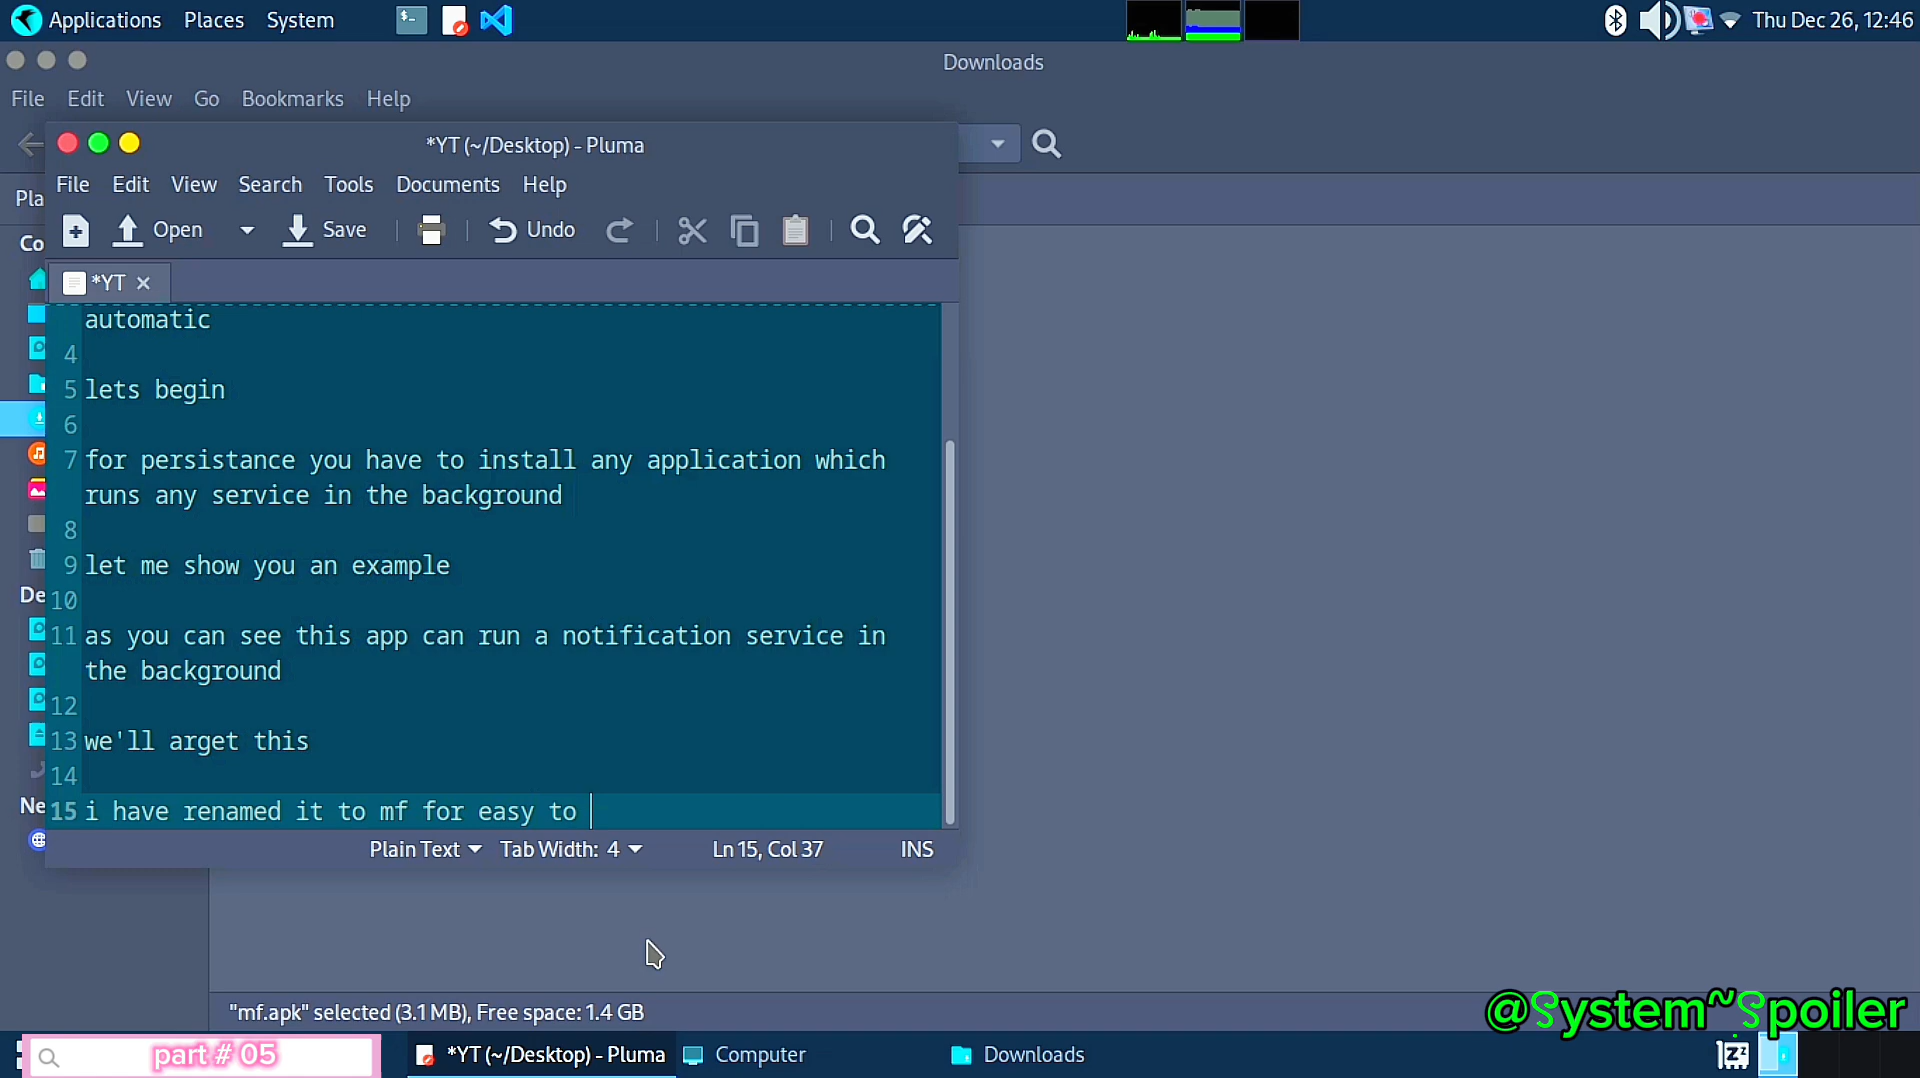 Applications Places System Thu Dec 26, 12:46
Downloads
File Edit View Go Bookmarks Help
*YT (~/Desktop) - Pluma
File Edit View Search Tools Documents Help
Pla
Open Save Undo
Co
*YT
automatic
4
5 lets begin
6
7 for persistance you have to install any application which
runs any service in the background
8
9 let me show you an example
De
10
11 as you can see this app can run a notification service in
the background
12
13 we'll arget this
14
Ne
15 i have renamed it to mf for easy to
Plain Text Tab Width: 4 Ln 15, Col 37 INS
"mf.apk" selected (3.1 MB), Free space: 1.4 GB
@System~Spoiler
part # 05 *YT (~/Desktop) - Pluma Computer Downloads